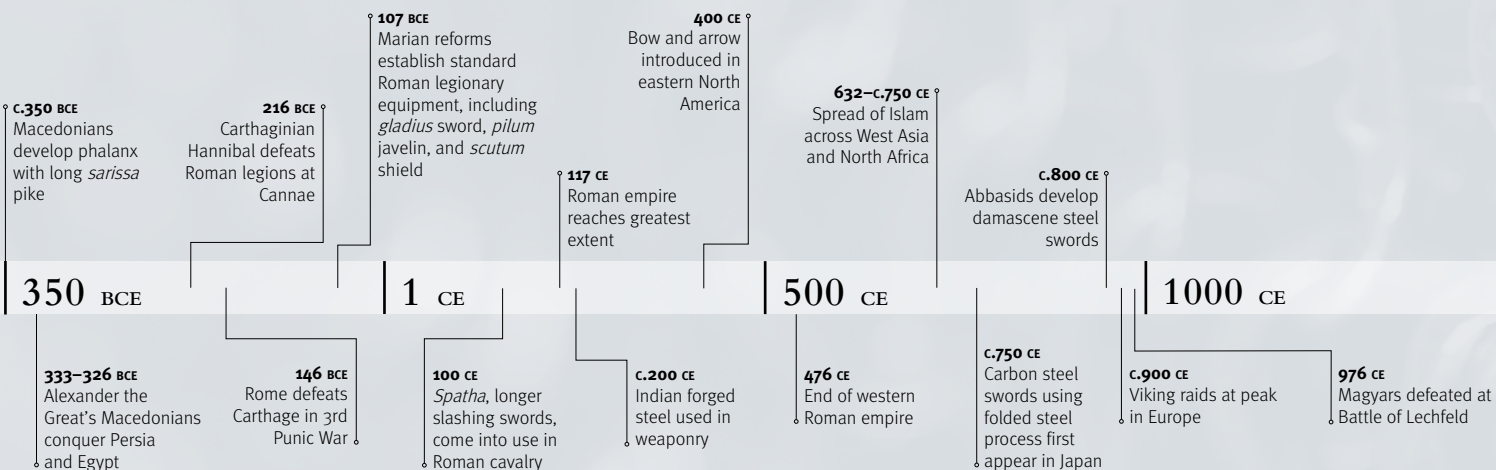 c.350 BCE
Macedonians
develop phalanx
with long sarissa
pike
216 BCE
Carthaginian
Hannibal defeats
Roman legions at
Cannae
107 BCE
Marian reforms
establish standard
Roman legionary
equipment, including
gladius sword, pilum
javelin, and scutum
shield
117 CE
Roman empire
reaches greatest
extent
400 CE
Bow and arrow
introduced in
eastern North
America
632–c.750 CE
Spread of Islam
across West Asia
and North Africa
c.800 CE
Abbasids develop
damascene steel
swords
350 BCE
1 CE
500 CE
1000 CE
333–326 BCE
Alexander the
Great’s Macedonians
conquer Persia
and Egypt
146 BCE
Rome defeats
Carthage in 3rd
Punic War
100 CE
Spatha, longer
slashing swords,
come into use in
Roman cavalry
c.200 CE
Indian forged
steel used in
weaponry
476 CE
End of western
Roman empire
c.750 CE
Carbon steel
swords using
folded steel
process first
appear in Japan
c.900 CE
Viking raids at peak
in Europe
976 CE
Magyars defeated at
Battle of Lechfeld